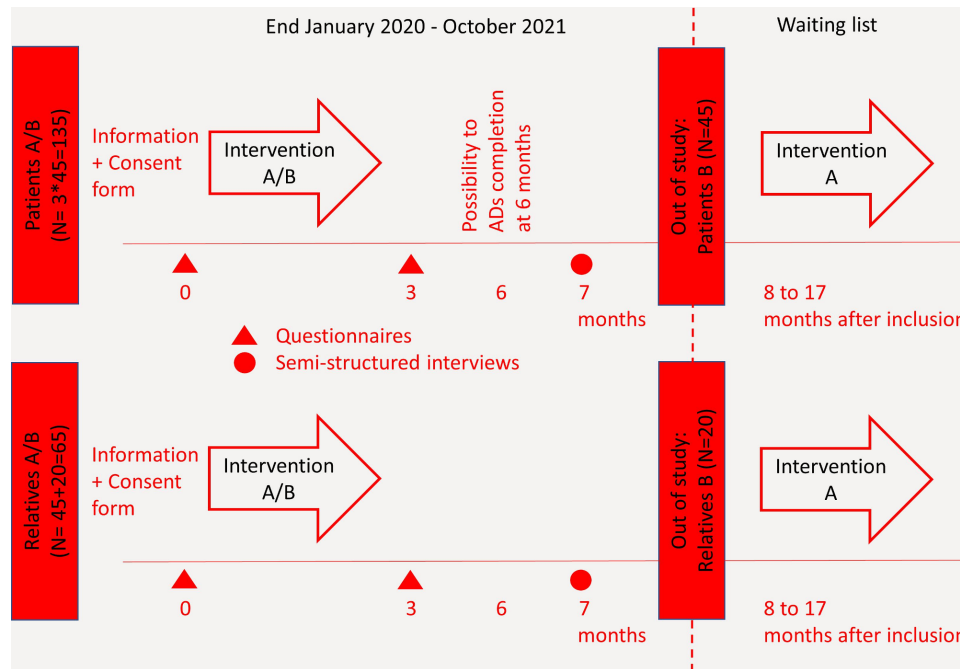 End January 2020 - October 2021
Waiting list
Patients A/B
(N= 3*45=135)
Information
+ Consent
form
Intervention
A/B
Possibility to
ADs completion
at 6 months
Out of study:
Patients B (N=45)
Intervention
A
0
3
6
7
months
8 to 17
months after inclusion
Questionnaires
Semi-structured interviews
Relatives A/B
(N= 45+20=65)
Information
+ Consent
form
Intervention
A/B
Out of study:
Relatives B (N=20)
Intervention
A
0
3
6
7
months
8 to 17
months after inclusion